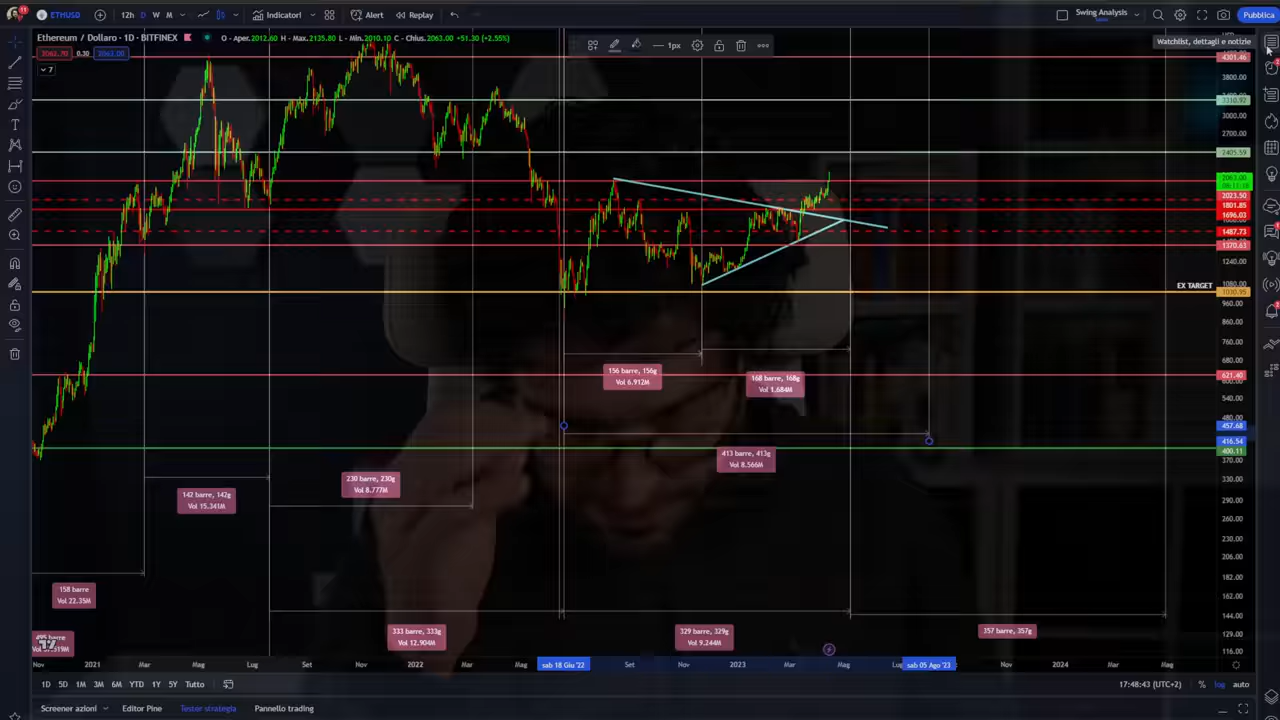 11
ETHUSD
12h D W M
Indicatori
Alert
Replay
Swing Analysis
Pubblica
Ethereum / Dollaro · 1D · BITFINEX
O - Aper.2012.60 H - Max.2135.80 L - Min.2010.10 C - Chius.2063.00 +51.30 (+2.55%)
2062.70 0.30 2063.00
7
1px
Watchlist, dettagli e notizie
4301.46
3800.00
3310.92
3000.00
2700.00
2405.59
2063.00
2023.50
1801.85
1696.03
1487.73
1370.63
1240.00
1080.00
EX TARGET
1030.95
960.00
860.00
760.00
680.00
621.40
540.00
480.00
457.68
416.54
400.11
370.00
330.00
290.00
260.00
230.00
206.00
182.00
162.00
144.00
129.00
116.00
156 barre, 156g
Vol 6.912M
168 barre, 168g
Vol 1.684M
413 barre, 413g
Vol 8.566M
230 barre, 230g
Vol 8.777M
142 barre, 142g
Vol 15.341M
158 barre
Vol 22.35M
333 barre, 333g
Vol 12.904M
329 barre, 329g
Vol 9.244M
357 barre, 357g
Nov 2021 Mar Mag Lug Set Nov 2022 Mar Mag sab 18 Giu '22 Set Nov 2023 Mar Mag Lug sab 05 Ago '23 Nov 2024 Mar Mag
1D 5D 1M 3M 6M YTD 1Y 5Y Tutto
17:48:43 (UTC+2) % log auto
Screener azioni Editor Pine Tester strategia Pannello trading